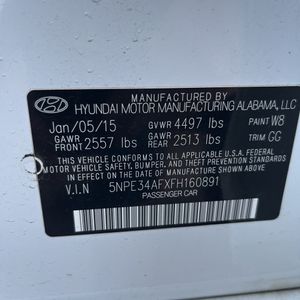 MANUFACTURED BY
HYUNDAI MOTOR MANUFACTURING ALABAMA, LLC
Jan/05/15 GVWR 4497 lbs PAINT W8
GAWR FRONT 2557 lbs GAWR REAR 2513 lbs TRIM GG
THIS VEHICLE CONFORMS TO ALL APPLICABLE U.S.A. FEDERAL
MOTOR VEHICLE SAFETY, BUMPER, AND THEFT PREVENTION
STANDARDS IN EFFECT ON THE DATE OF MANUFACTURE SHOWN ABOVE.
V.I.N 5NPE34AFXFH160891
PASSENGER CAR